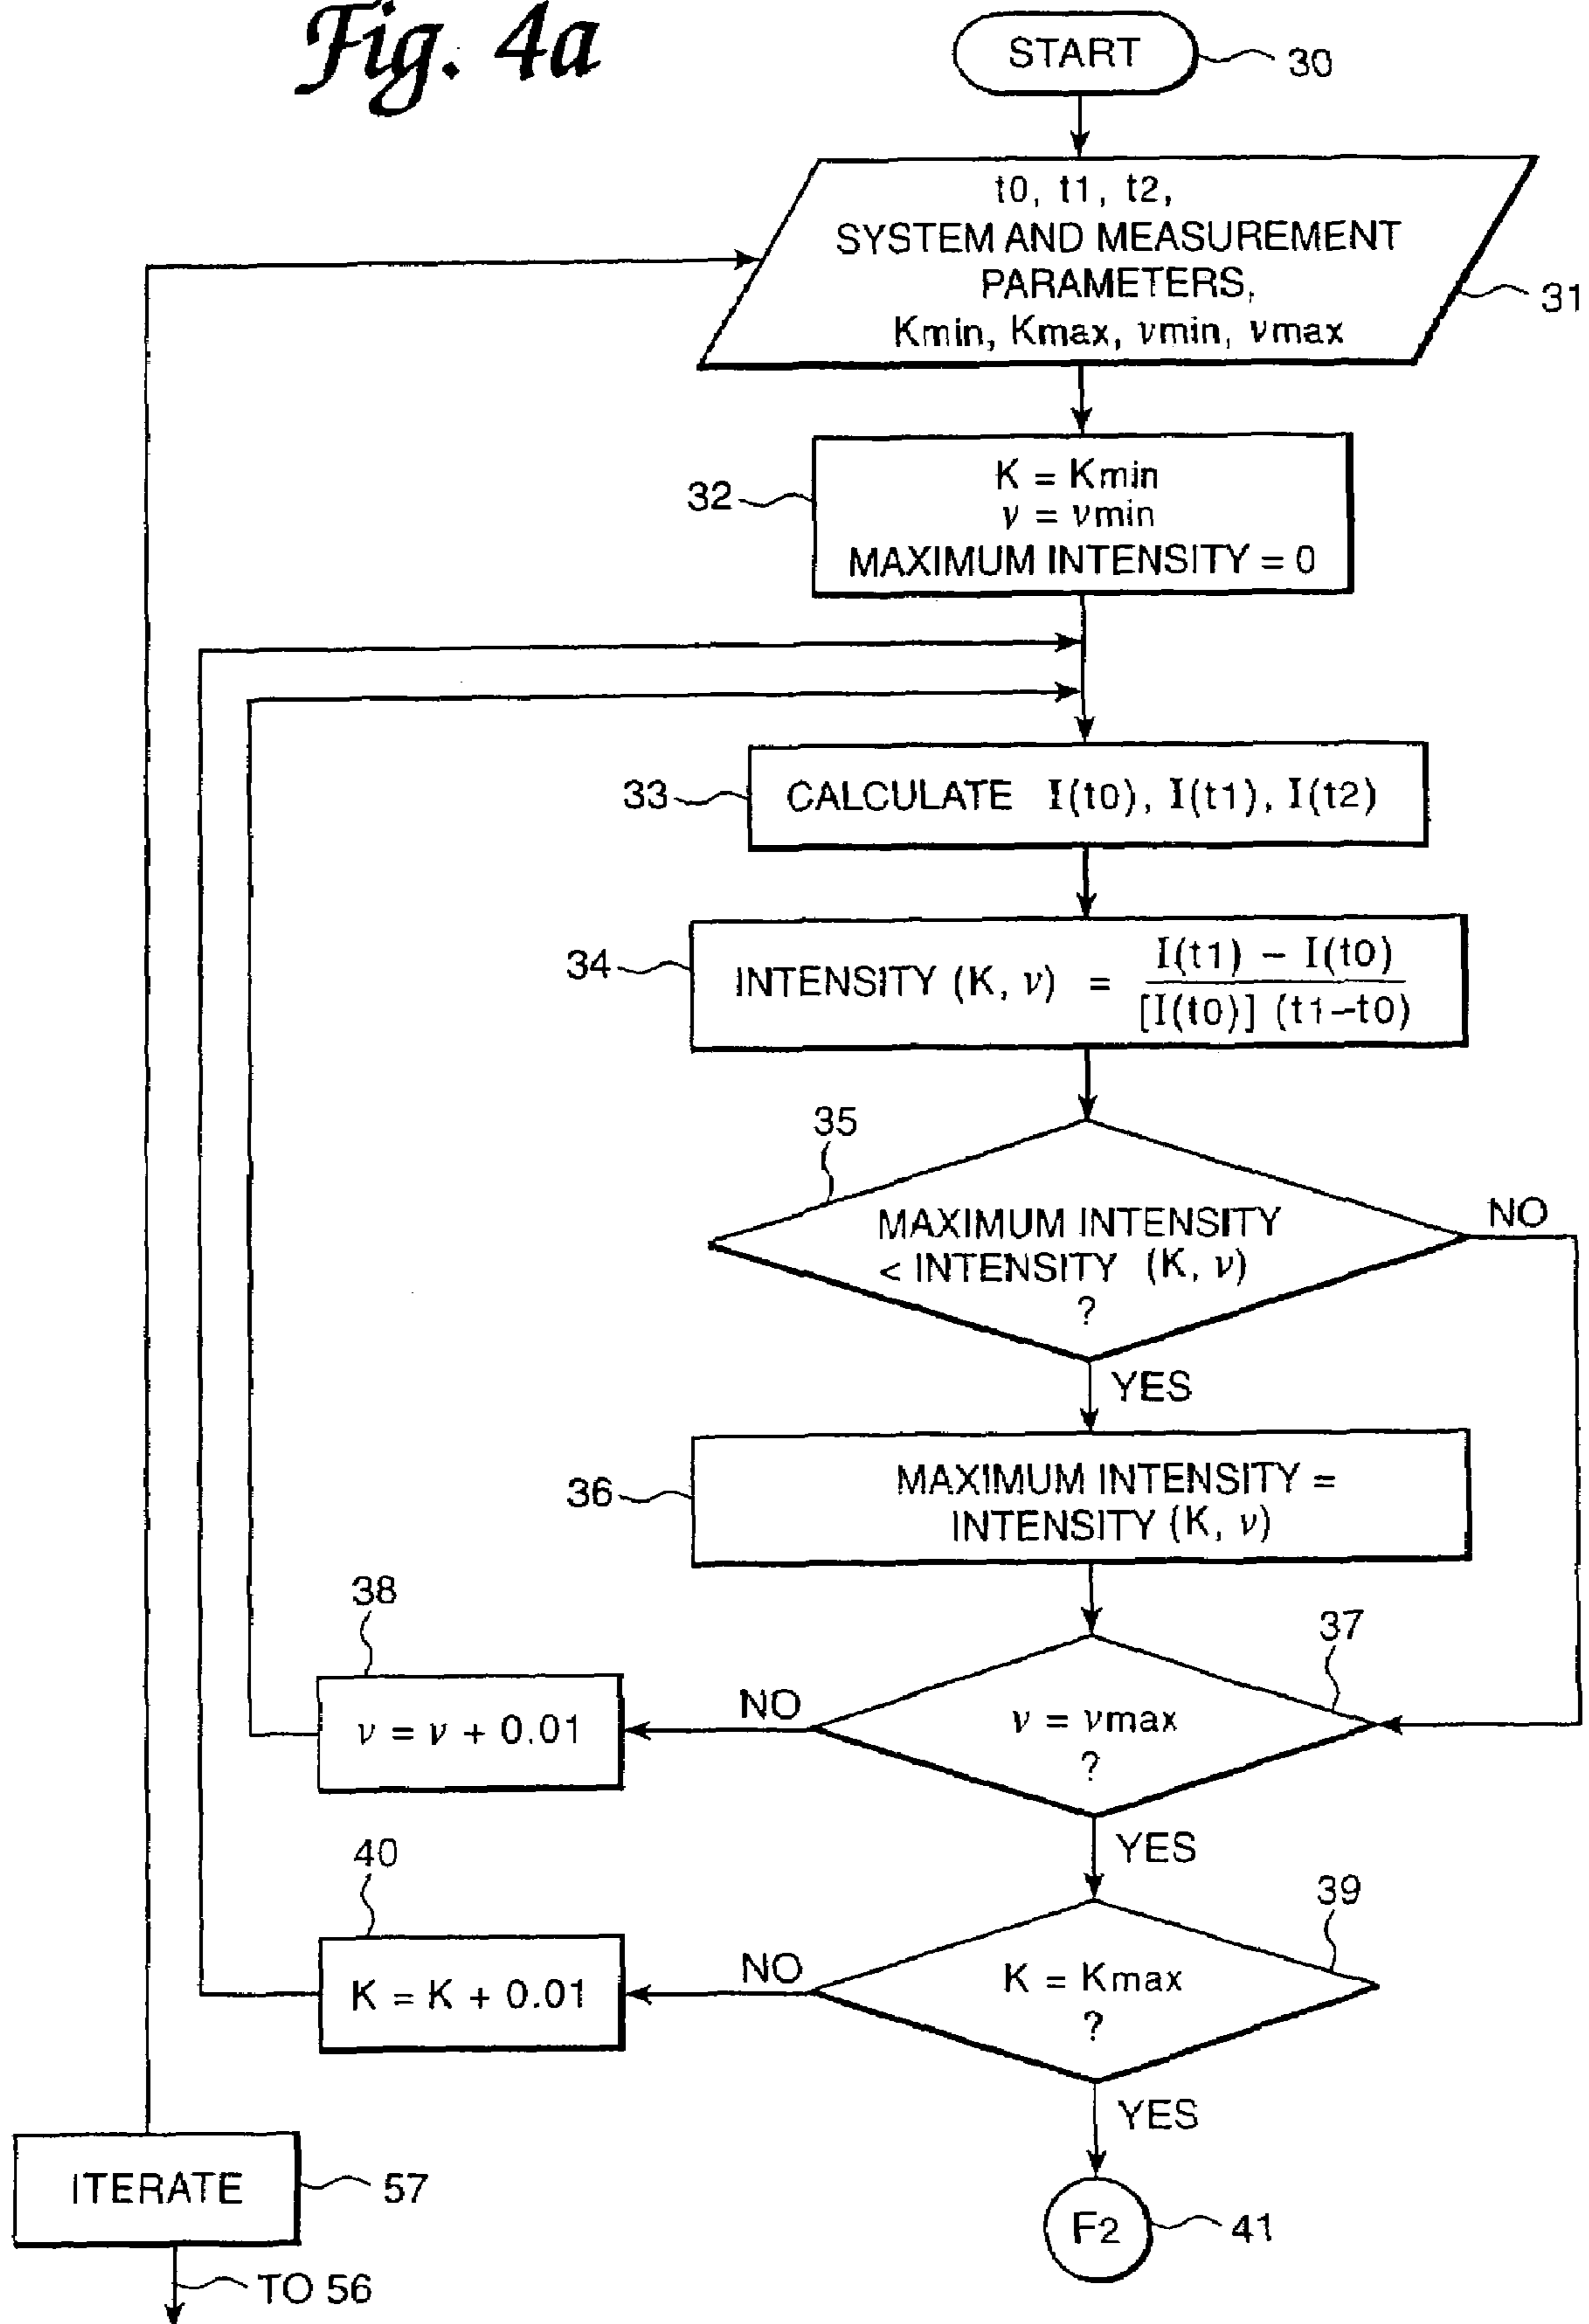 Fig. 4a
START
30
t0, t1, t2,
SYSTEM AND MEASUREMENT
PARAMETERS,
Kmin, Kmax, νmin, νmax
31
32
K = Kmin
ν = νmin
MAXIMUM INTENSITY = 0
33
CALCULATE I(t0), I(t1), I(t2)
34
INTENSITY (K, ν) =
I(t1) - I(t0)
[I(t0)] (t1-t0)
35
MAXIMUM INTENSITY
< INTENSITY (K, ν)
?
NO
YES
36
MAXIMUM INTENSITY =
INTENSITY (K, ν)
38
ν = ν + 0.01
NO
37
ν = νmax
?
YES
40
K = K + 0.01
NO
39
K = Kmax
?
YES
ITERATE
57
F2
41
TO 56